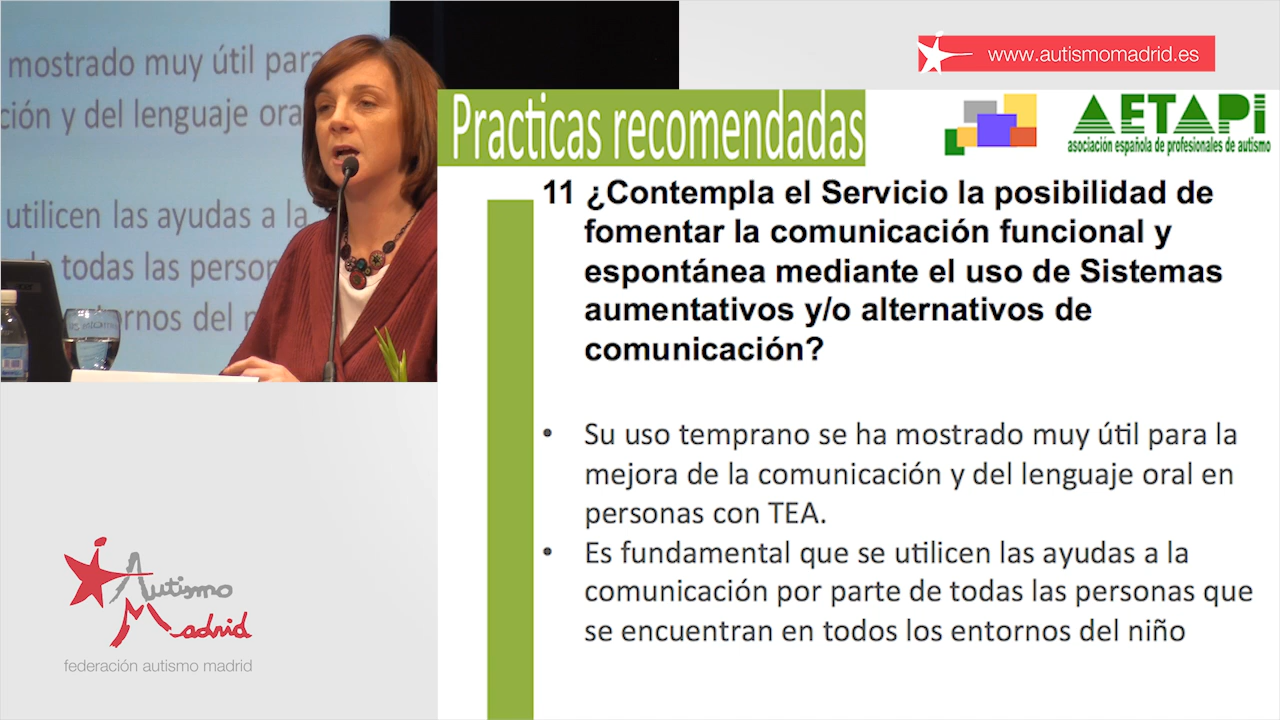 mostrado muy útil para
ción y del lenguaje ora
utilicen las ayudas a la
todas las person
ornos del
www.autismomadrid.es
Practicas recomendadas
AETAPI
asociación española de profesionales de autismo
11 ¿Contempla el Servicio la posibilidad de
fomentar la comunicación funcional y
espontánea mediante el uso de Sistemas
aumentativos y/o alternativos de
comunicación?
• Su uso temprano se ha mostrado muy útil para la
mejora de la comunicación y del lenguaje oral en
personas con TEA.
• Es fundamental que se utilicen las ayudas a la
comunicación por parte de todas las personas que
se encuentran en todos los entornos del niño
Autismo
Madrid
federación autismo madrid